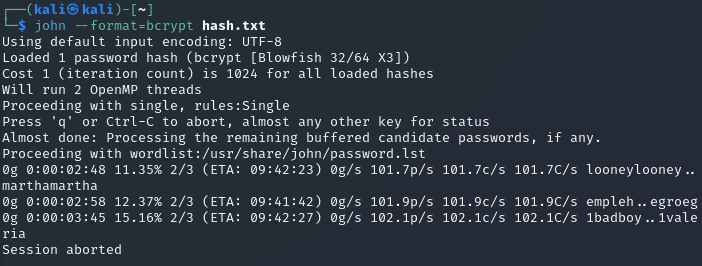 ┌──(kali㉿kali)-[~]
└─$ john --format=bcrypt hash.txt
Using default input encoding: UTF-8
Loaded 1 password hash (bcrypt [Blowfish 32/64 X3])
Cost 1 (iteration count) is 1024 for all loaded hashes
Will run 2 OpenMP threads
Proceeding with single, rules:Single
Press 'q' or Ctrl-C to abort, almost any other key for status
Almost done: Processing the remaining buffered candidate passwords, if any.
Proceeding with wordlist:/usr/share/john/password.lst
0g 0:00:02:48 11.35% 2/3 (ETA: 09:42:23) 0g/s 101.7p/s 101.7c/s 101.7C/s looneylooney..
marthamartha
0g 0:00:02:58 12.37% 2/3 (ETA: 09:41:42) 0g/s 101.9p/s 101.9c/s 101.9C/s empleh..egroeg
0g 0:00:03:45 15.16% 2/3 (ETA: 09:42:27) 0g/s 102.1p/s 102.1c/s 102.1C/s 1badboy..1vale
ria
Session aborted